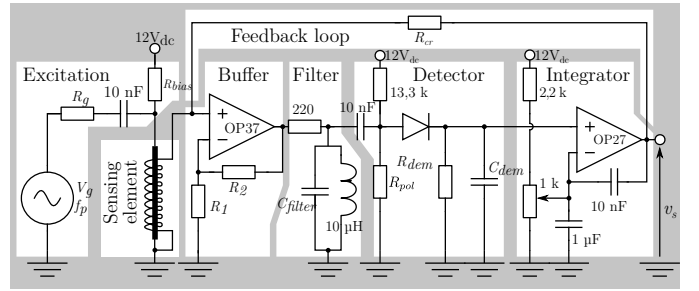 12V_dc
Feedback loop
R_cr
12V_dc
12V_dc
Excitation
Buffer
Filter
Detector
Integrator
R_bias
10 nF
R_g
OP37
220
10 nF
13,3 k
2,2 k
OP27
R_2
R_dem
C_dem
V_g
f_p
Sensing
element
R_1
C_filter
R_pol
1 k
10 nF
v_s
10 µH
1 µF